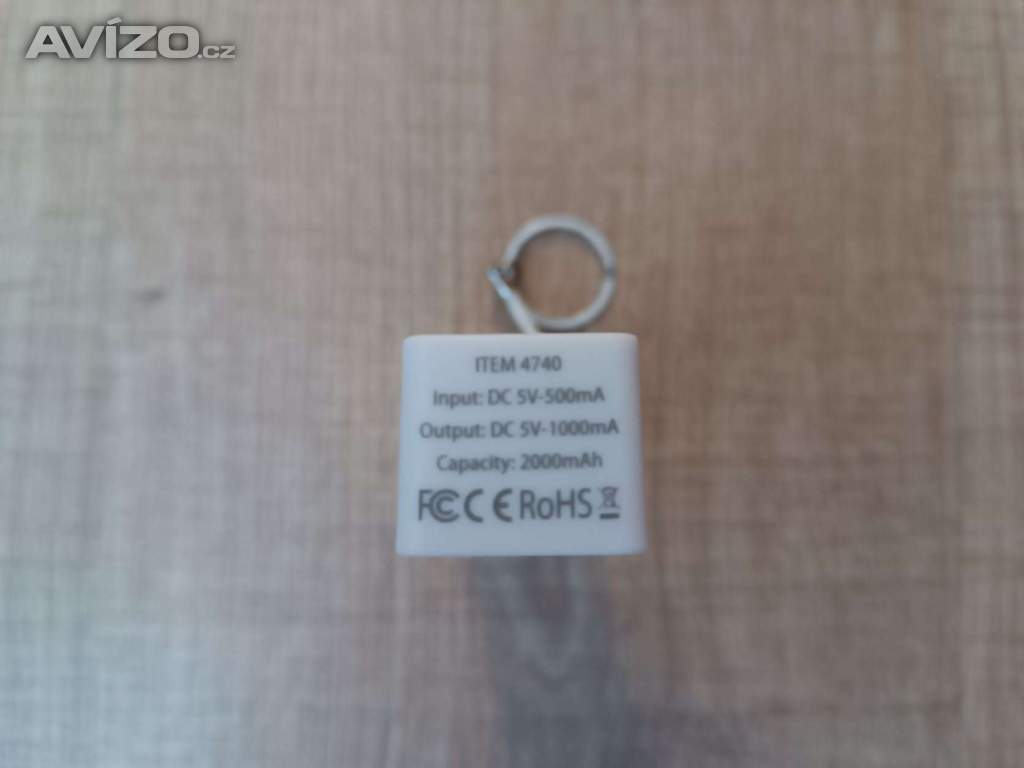 AVÍZO.cz
ITEM 4740
Input: DC 5V-500mA
Output: DC 5V-1000mA
Capacity: 2000mAh
FC CE RoHS